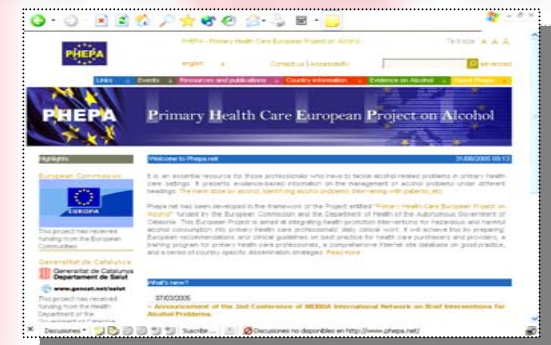 PHEPA - Primary Health Care European Project on Alcohol
Text size A A A
PHEPA
english
Contact us | Accessibility
advanced
Links
Events
Resources and publications
Country information
Evidence on Alcohol
About Phepa
PHEPA
Primary Health Care European Project on Alcohol
Highlights
Welcome to Phepa.net
31/08/2005 09:13
European Commission
EUROPA
This project has received
funding from the European
Communities
Generalitat de Catalunya
Generalitat de Catalunya
Departament de Salut
www.gencat.net/salut
This project has received
funding from the Health
Department of the
Government of Catalonia
It is an essential resource for those professionals who have to tackle alcohol-related problems in primary health
care settings. It presents evidence-based information on the management of alcohol problems under different
headings: The harm done by alcohol, Identifying alcohol problems, Intervening with patients, etc.
Phepa.net has been developed in the framework of the Project entitled "Primary Health Care European Project on
Alcohol" funded by the European Commission and the Department of Health of the Autonomous Government of
Catalonia. This European Project is aimed at integrating health promotion interventions for hazardous and harmful
alcohol consumption into primary health care professionals' daily clinical work. It will achieve this by preparing:
European recommendations and clinical guidelines on best practice for health care purchasers and providers, a
training program for primary health care professionals, a comprehensive Internet site database on good practice,
and a series of country specific dissemination strategies. Read more
What's new?
07/03/2005
- Announcement of the 2nd Conference of INEBRIA International Network on Brief Interventions for
Alcohol Problems.
Discusiones
Suscribir...
Discusiones no disponibles en http://www.phepa.net/